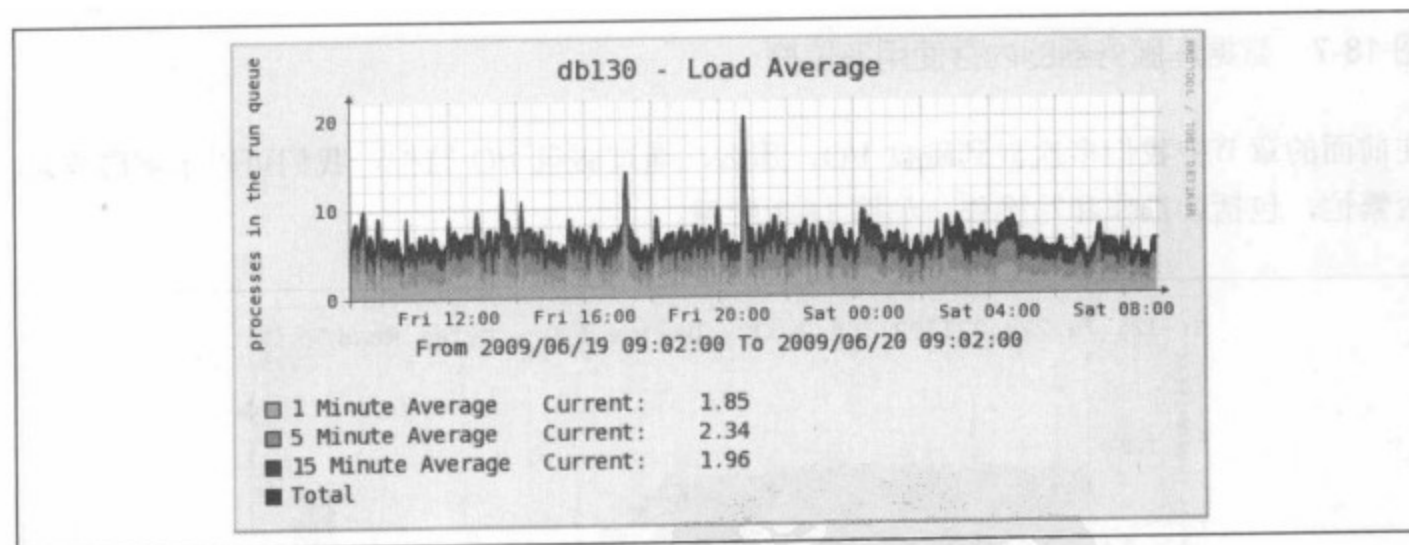 18-7
db130 - Load Average
processes in the run queue
20
10
0
Fri 12:00 Fri 16:00 Fri 20:00 Sat 00:00 Sat 04:00 Sat 08:00
From 2009/06/19 09:02:00 To 2009/06/20 09:02:00
1 Minute Average Current: 1.85
5 Minute Average Current: 2.34
15 Minute Average Current: 1.96
Total